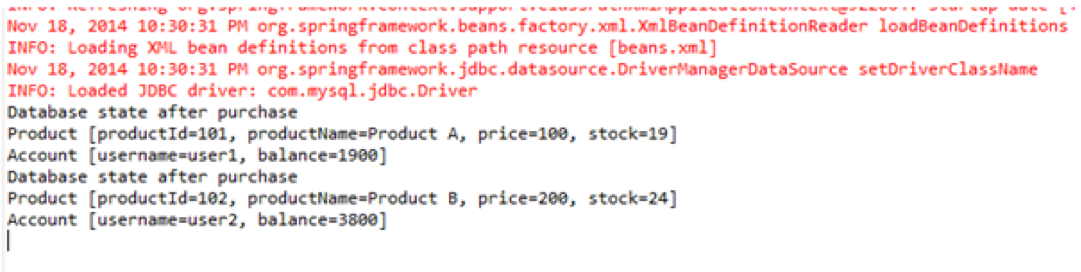 Nov 18, 2014 10:30:31 PM org.springframework.beans.factory.xml.XmlBeanDefinitionReader loadBeanDefinitions
INFO: Loading XML bean definitions from class path resource [beans.xml]
Nov 18, 2014 10:30:31 PM org.springframework.jdbc.datasource.DriverManagerDataSource setDriverClassName
INFO: Loaded JDBC driver: com.mysql.jdbc.Driver
Database state after purchase
Product [productId=101, productName=Product A, price=100, stock=19]
Account [username=user1, balance=1900]
Database state after purchase
Product [productId=102, productName=Product B, price=200, stock=24]
Account [username=user2, balance=3800]